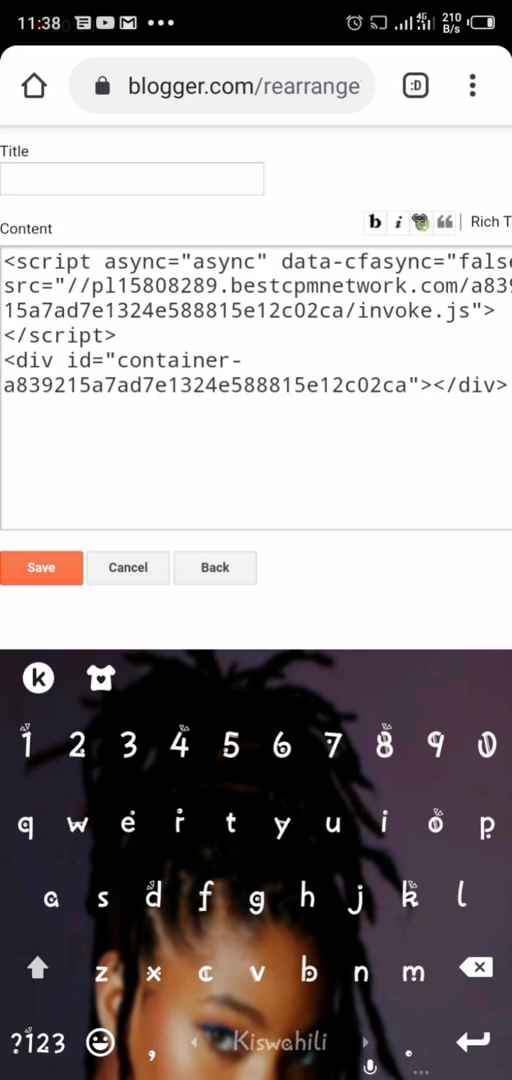 11:38
4G
210
B/s
blogger.com/rearrange
:D
Title
Content
b i
Rich T
<script async="async" data-cfasync="false
src="//pl15808289.bestcpmnetwork.com/a839
15a7ad7e1324e588815e12c02ca/invoke.js">
</script>
<div id="container-
a839215a7ad7e1324e588815e12c02ca"></div>
Save Cancel Back
k
1 2 3 4 5 6 7 8 9 0
q w e r t y u i o p
a s d f g h j k l
z x c v b n m
?123 , Kiswahili .